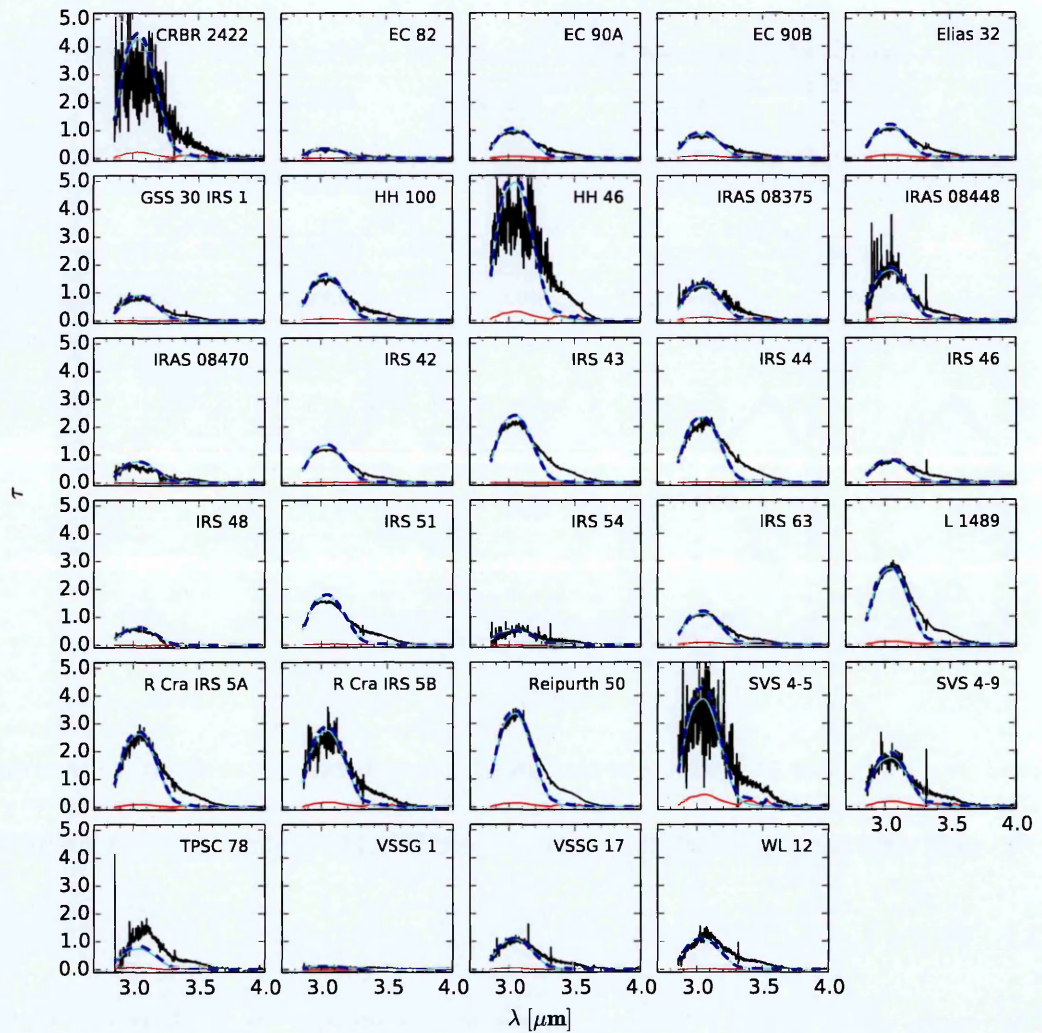 CRBR 2422
EC 82
EC 90A
EC 90B
Elias 32
5.0
4.0
3.0
2.0
1.0
0.0
GSS 30 IRS 1
HH 100
HH 46
IRAS 08375
IRAS 08448
5.0
4.0
3.0
2.0
1.0
0.0
IRAS 08470
IRS 42
IRS 43
IRS 44
IRS 46
5.0
4.0
3.0
2.0
1.0
0.0
τ
IRS 48
IRS 51
IRS 54
IRS 63
L 1489
5.0
4.0
3.0
2.0
1.0
0.0
R Cra IRS 5A
R Cra IRS 5B
Reipurth 50
SVS 4-5
SVS 4-9
5.0
4.0
3.0
2.0
1.0
0.0
3.0 3.5 4.0
TPSC 78
VSSG 1
VSSG 17
WL 12
5.0
4.0
3.0
2.0
1.0
0.0
3.0 3.5 4.0 3.0 3.5 4.0 3.0 3.5 4.0 3.0 3.5 4.0
λ [μm]